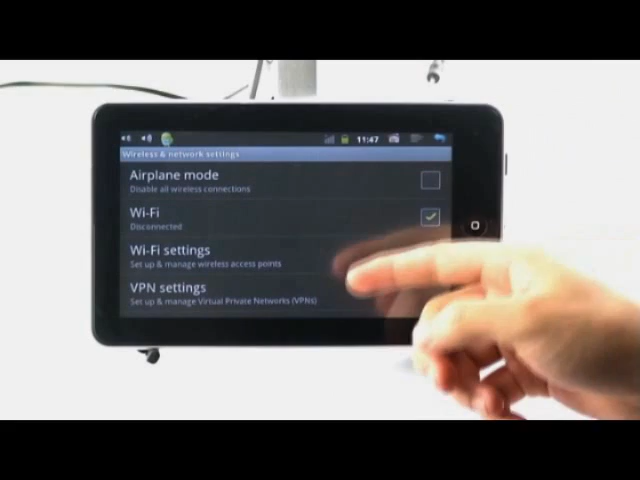 11:47
Wireless & network settings
Airplane mode
Disable all wireless connections
Wi-Fi
Disconnected
Wi-Fi settings
Set up & manage wireless access points
VPN settings
Set up & manage Virtual Private Networks (VPNs)